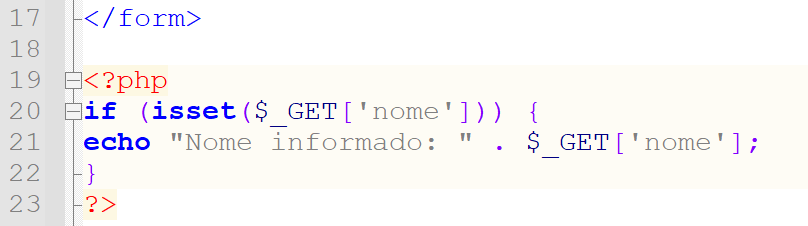 17 </form>
18
19 <?php
20 if (isset($_GET['nome'])) {
21 echo "Nome informado: " . $_GET['nome'];
22 }
23 ?>